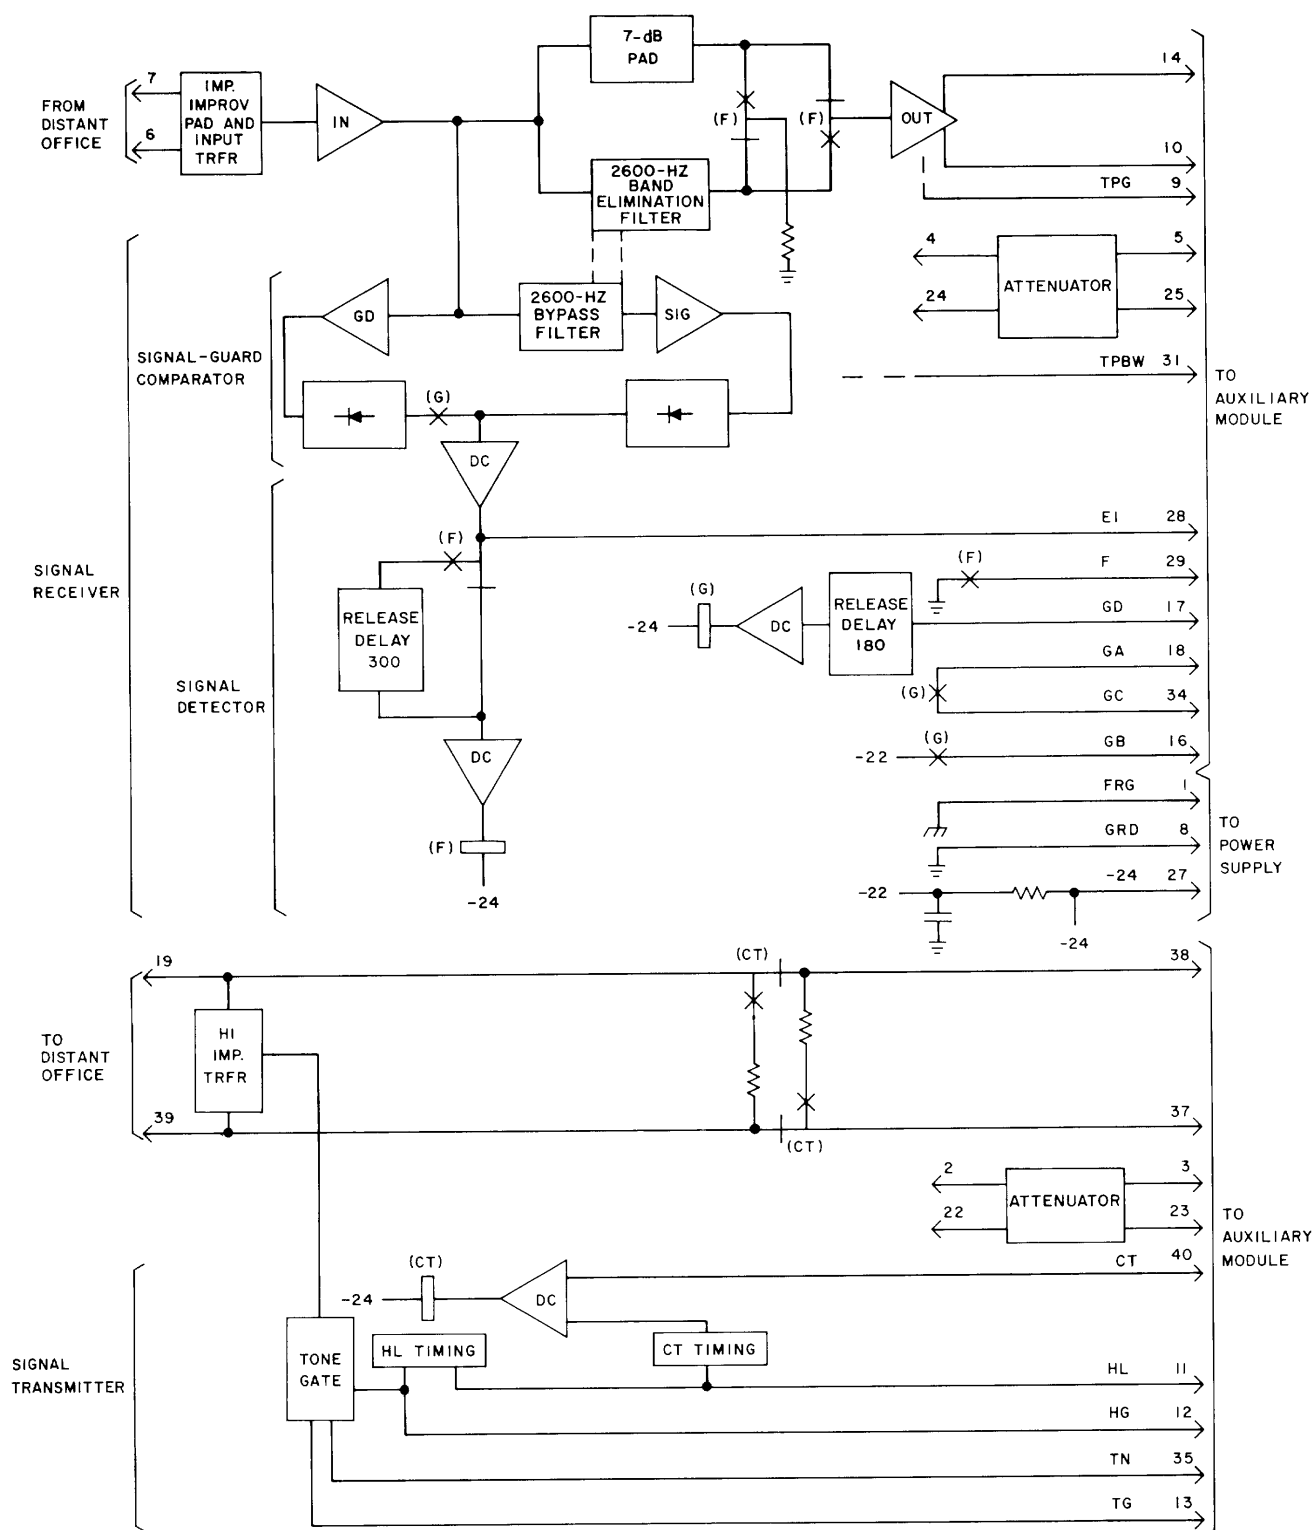 7-dB
PAD
14
7
IMP.
IMPROV
PAD AND
INPUT
TRFR
FROM
DISTANT
OFFICE
6
IN
(F)
(F)
OUT
10
2600-HZ
BAND
ELIMINATION
FILTER
TPG 9
4
5
ATTENUATOR
24
25
GD
2600-HZ
BYPASS
FILTER
SIG
SIGNAL-GUARD
COMPARATOR
TPBW 31
TO
AUXILIARY
MODULE
(G)
DC
E1 28
(F)
(F)
F 29
SIGNAL
RECEIVER
RELEASE
DELAY
300
(G)
-24
DC
RELEASE
DELAY
180
GD 17
GA 18
SIGNAL
DETECTOR
(G)
GC 34
DC
(G)
-22
GB 16
FRG 1
TO
POWER
SUPPLY
(F)
GRD 8
-24
-22
-24 27
-24
19
(CT)
38
HI
IMP.
TRFR
TO
DISTANT
OFFICE
39
(CT)
37
2
3
ATTENUATOR
22
23
TO
AUXILIARY
MODULE
(CT)
CT 40
-24
DC
TONE
GATE
HL TIMING
CT TIMING
SIGNAL
TRANSMITTER
HL 11
HG 12
TN 35
TG 13